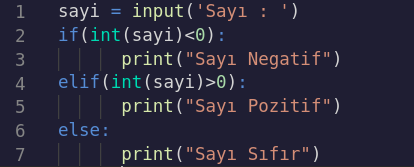 1 sayi = input('Sayı : ')
2 if(int(sayi)<0):
3 print("Sayı Negatif")
4 elif(int(sayi)>0):
5 print("Sayı Pozitif")
6 else:
7 print("Sayı Sıfır")